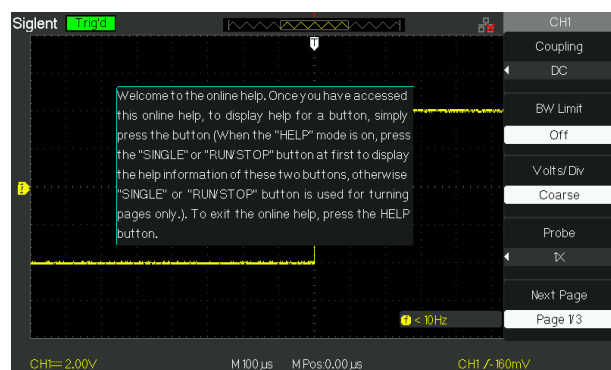 Siglent Trig'd CH1
T
Coupling
DC
Welcome to the online help. Once you have accessed
this online help, to display help for a button, simply
press the button (When the "HELP" mode is on, press
the "SINGLE" or "RUN/STOP" button at first to display
the help information of these two buttons, otherwise
"SINGLE" or "RUN/STOP" button is used for turning
pages only.). To exit the online help, press the HELP
button.
BW Limit
Off
Volts/Div
Coarse
Probe
1X
Next Page
Page 1/3
< 10Hz
CH1 2.00V M 100 µs M Pos:0.00 µs CH1 /-160mV